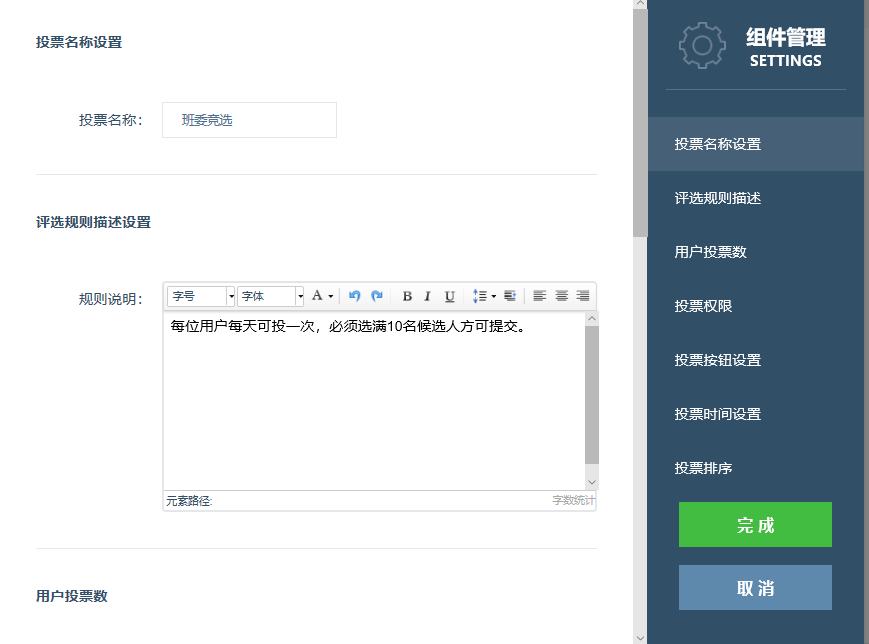 投票名称设置
投票名称：
班委竞选
评选规则描述设置
规则说明：
字号 字体 A B I U
每位用户每天可投一次，必须选满10名候选人方可提交。
元素路径: 字数统计
用户投票数
组件管理
SETTINGS
投票名称设置
评选规则描述
用户投票数
投票权限
投票按钮设置
投票时间设置
投票排序
完 成
取 消